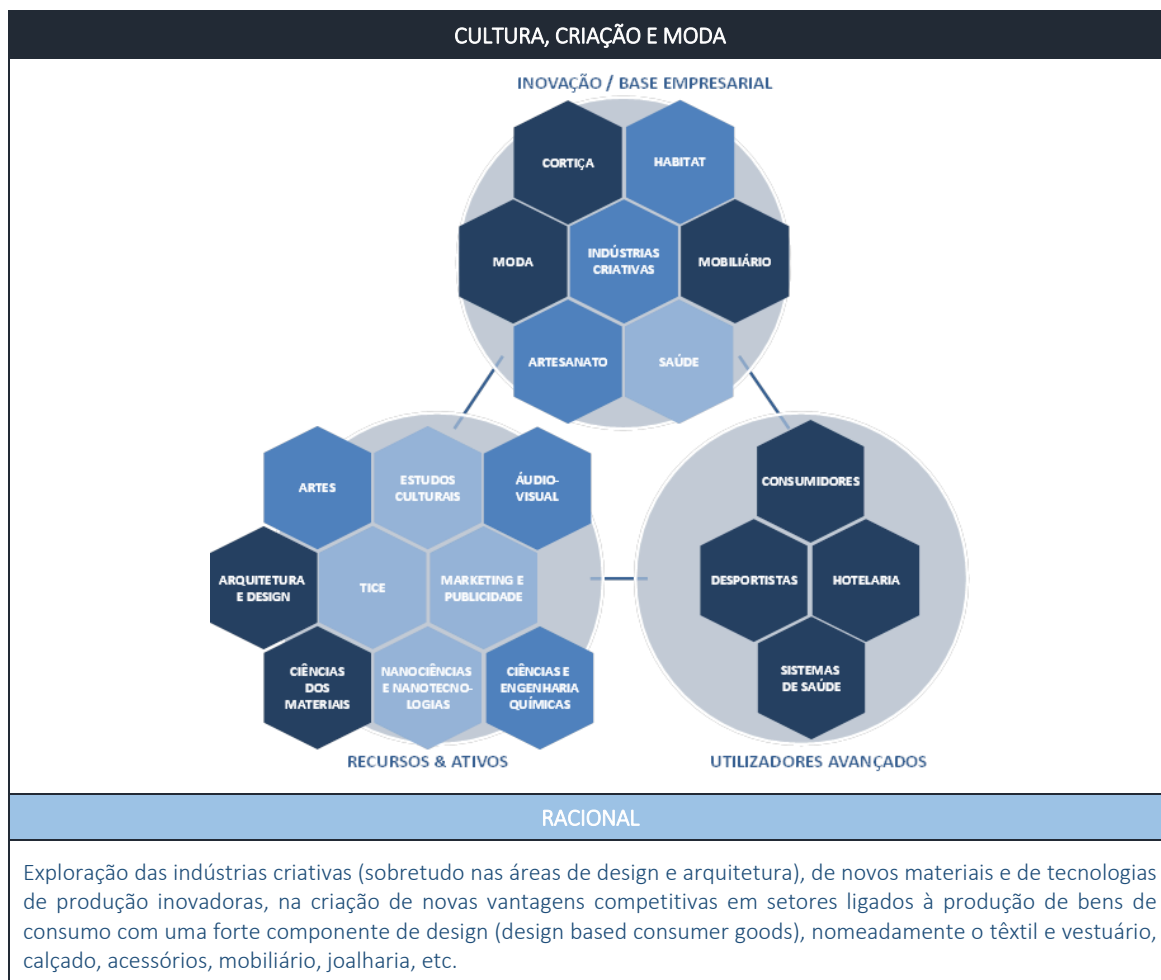 CULTURA, CRIAÇÃO E MODA
INOVAÇÃO / BASE EMPRESARIAL
CORTIÇA
HABITAT
MODA
INDÚSTRIAS
CRIATIVAS
MOBILIÁRIO
ARTESANATO
SAÚDE
ARTES
ESTUDOS
CULTURAIS
ÁUDIO-
VISUAL
ARQUITETURA
E DESIGN
TICE
MARKETING E
PUBLICIDADE
CIÊNCIAS
DOS
MATERIAIS
NANOCIÊNCIAS
E NANOTECNO-
LOGIAS
CIÊNCIAS E
ENGENHARIA
QUÍMICAS
RECURSOS & ATIVOS
CONSUMIDORES
DESPORTISTAS
HOTELARIA
SISTEMAS
DE SAÚDE
UTILIZADORES AVANÇADOS
RACIONAL
Exploração das indústrias criativas (sobretudo nas áreas de design e arquitetura), de novos materiais e de tecnologias
de produção inovadoras, na criação de novas vantagens competitivas em setores ligados à produção de bens de
consumo com uma forte componente de design (design based consumer goods), nomeadamente o têxtil e vestuário,
calçado, acessórios, mobiliário, joalharia, etc.